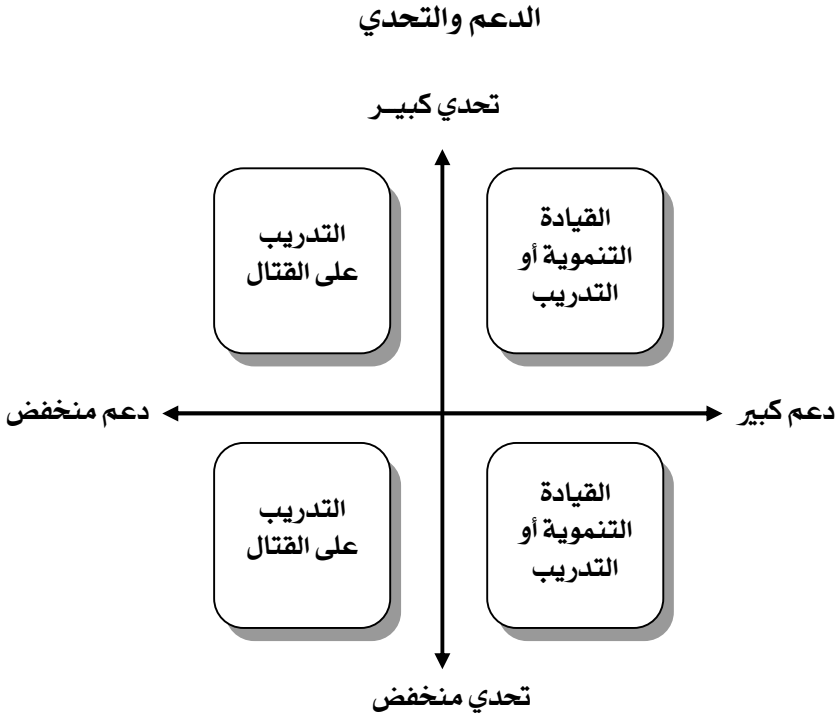 الدعم والتحدي
تحدي كبيــر
القيادة
التنموية أو
التدريب
التدريب
على القتال
دعم كبير
دعم منخفض
القيادة
التنموية أو
التدريب
التدريب
على القتال
تحدي منخفض